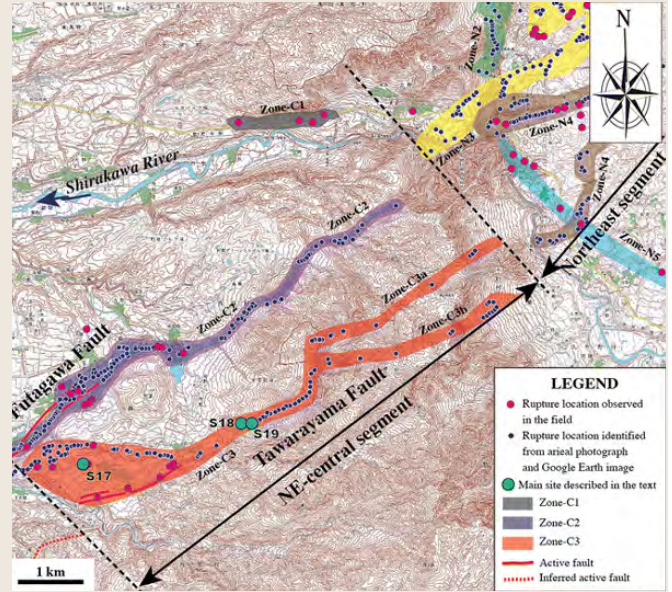 N
Zone-N2
Zone-C1
Zone-N3
Zone-N4
Zone-N4
Shirakawa River
Zone-N5
Northeast segment
Zone-C2
Zone-C2
Zone-C3a
Zone-C3b
Futagawa Fault
Tawarayama Fault
NE-central segment
S18
S19
Zone-C3
S17
1 km
LEGEND
Rupture location observed
in the field
Rupture location identified
from arieal photograph
and Google Earth image
Main site described in the text
Zone-C1
Zone-C2
Zone-C3
Active fault
Inferred active fault